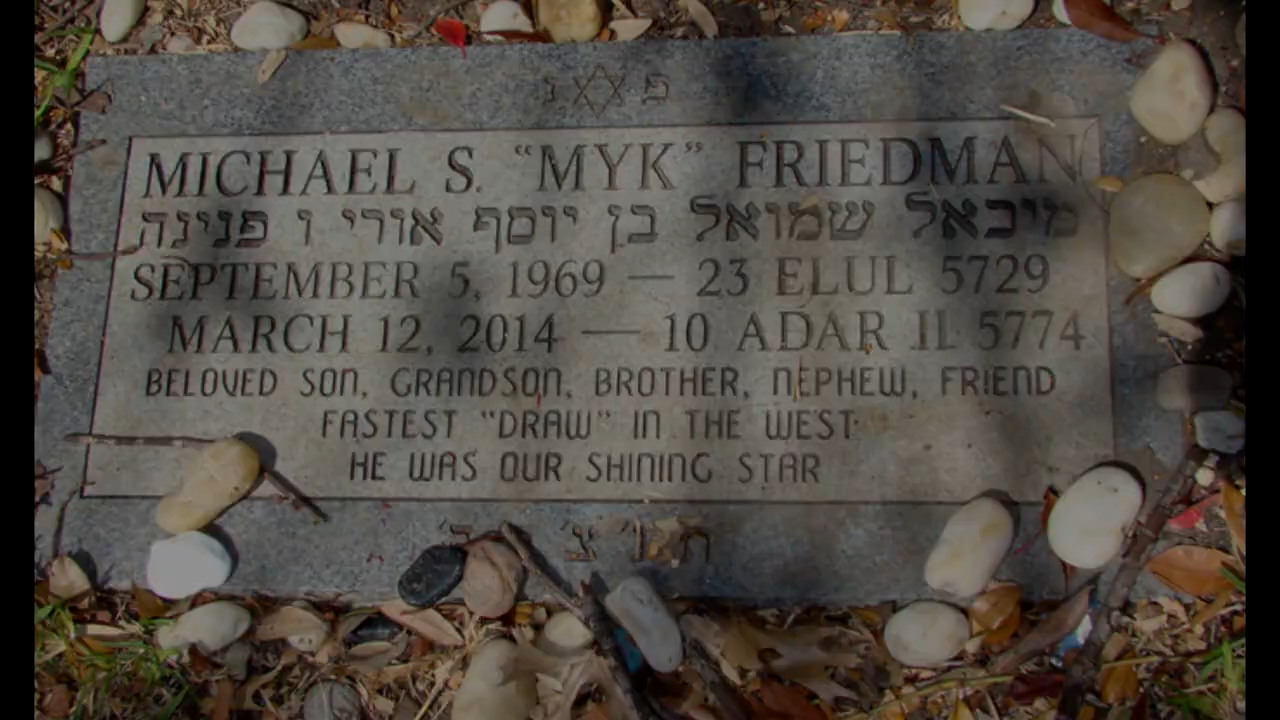 פ נ
MICHAEL S. “MYK” FRIEDMAN
מיכאל שמואל בן יוסף אורי ו פנינה
SEPTEMBER 5, 1969 — 23 ELUL 5729
MARCH 12, 2014 — 10 ADAR II 5774
BELOVED SON, GRANDSON, BROTHER, NEPHEW, FRIEND
FASTEST “DRAW” IN THE WEST
HE WAS OUR SHINING STAR